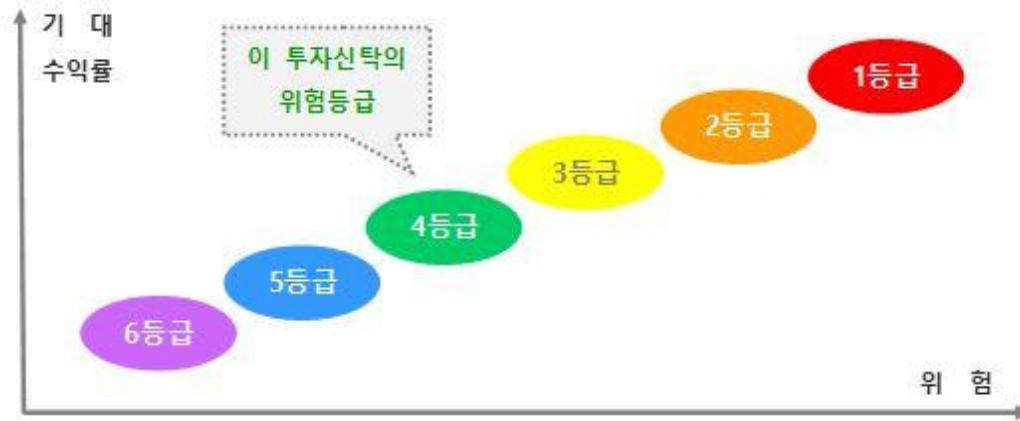 기 대
수익률
이 투자신탁의
위험등급
1등급
2등급
3등급
4등급
5등급
6등급
위 험